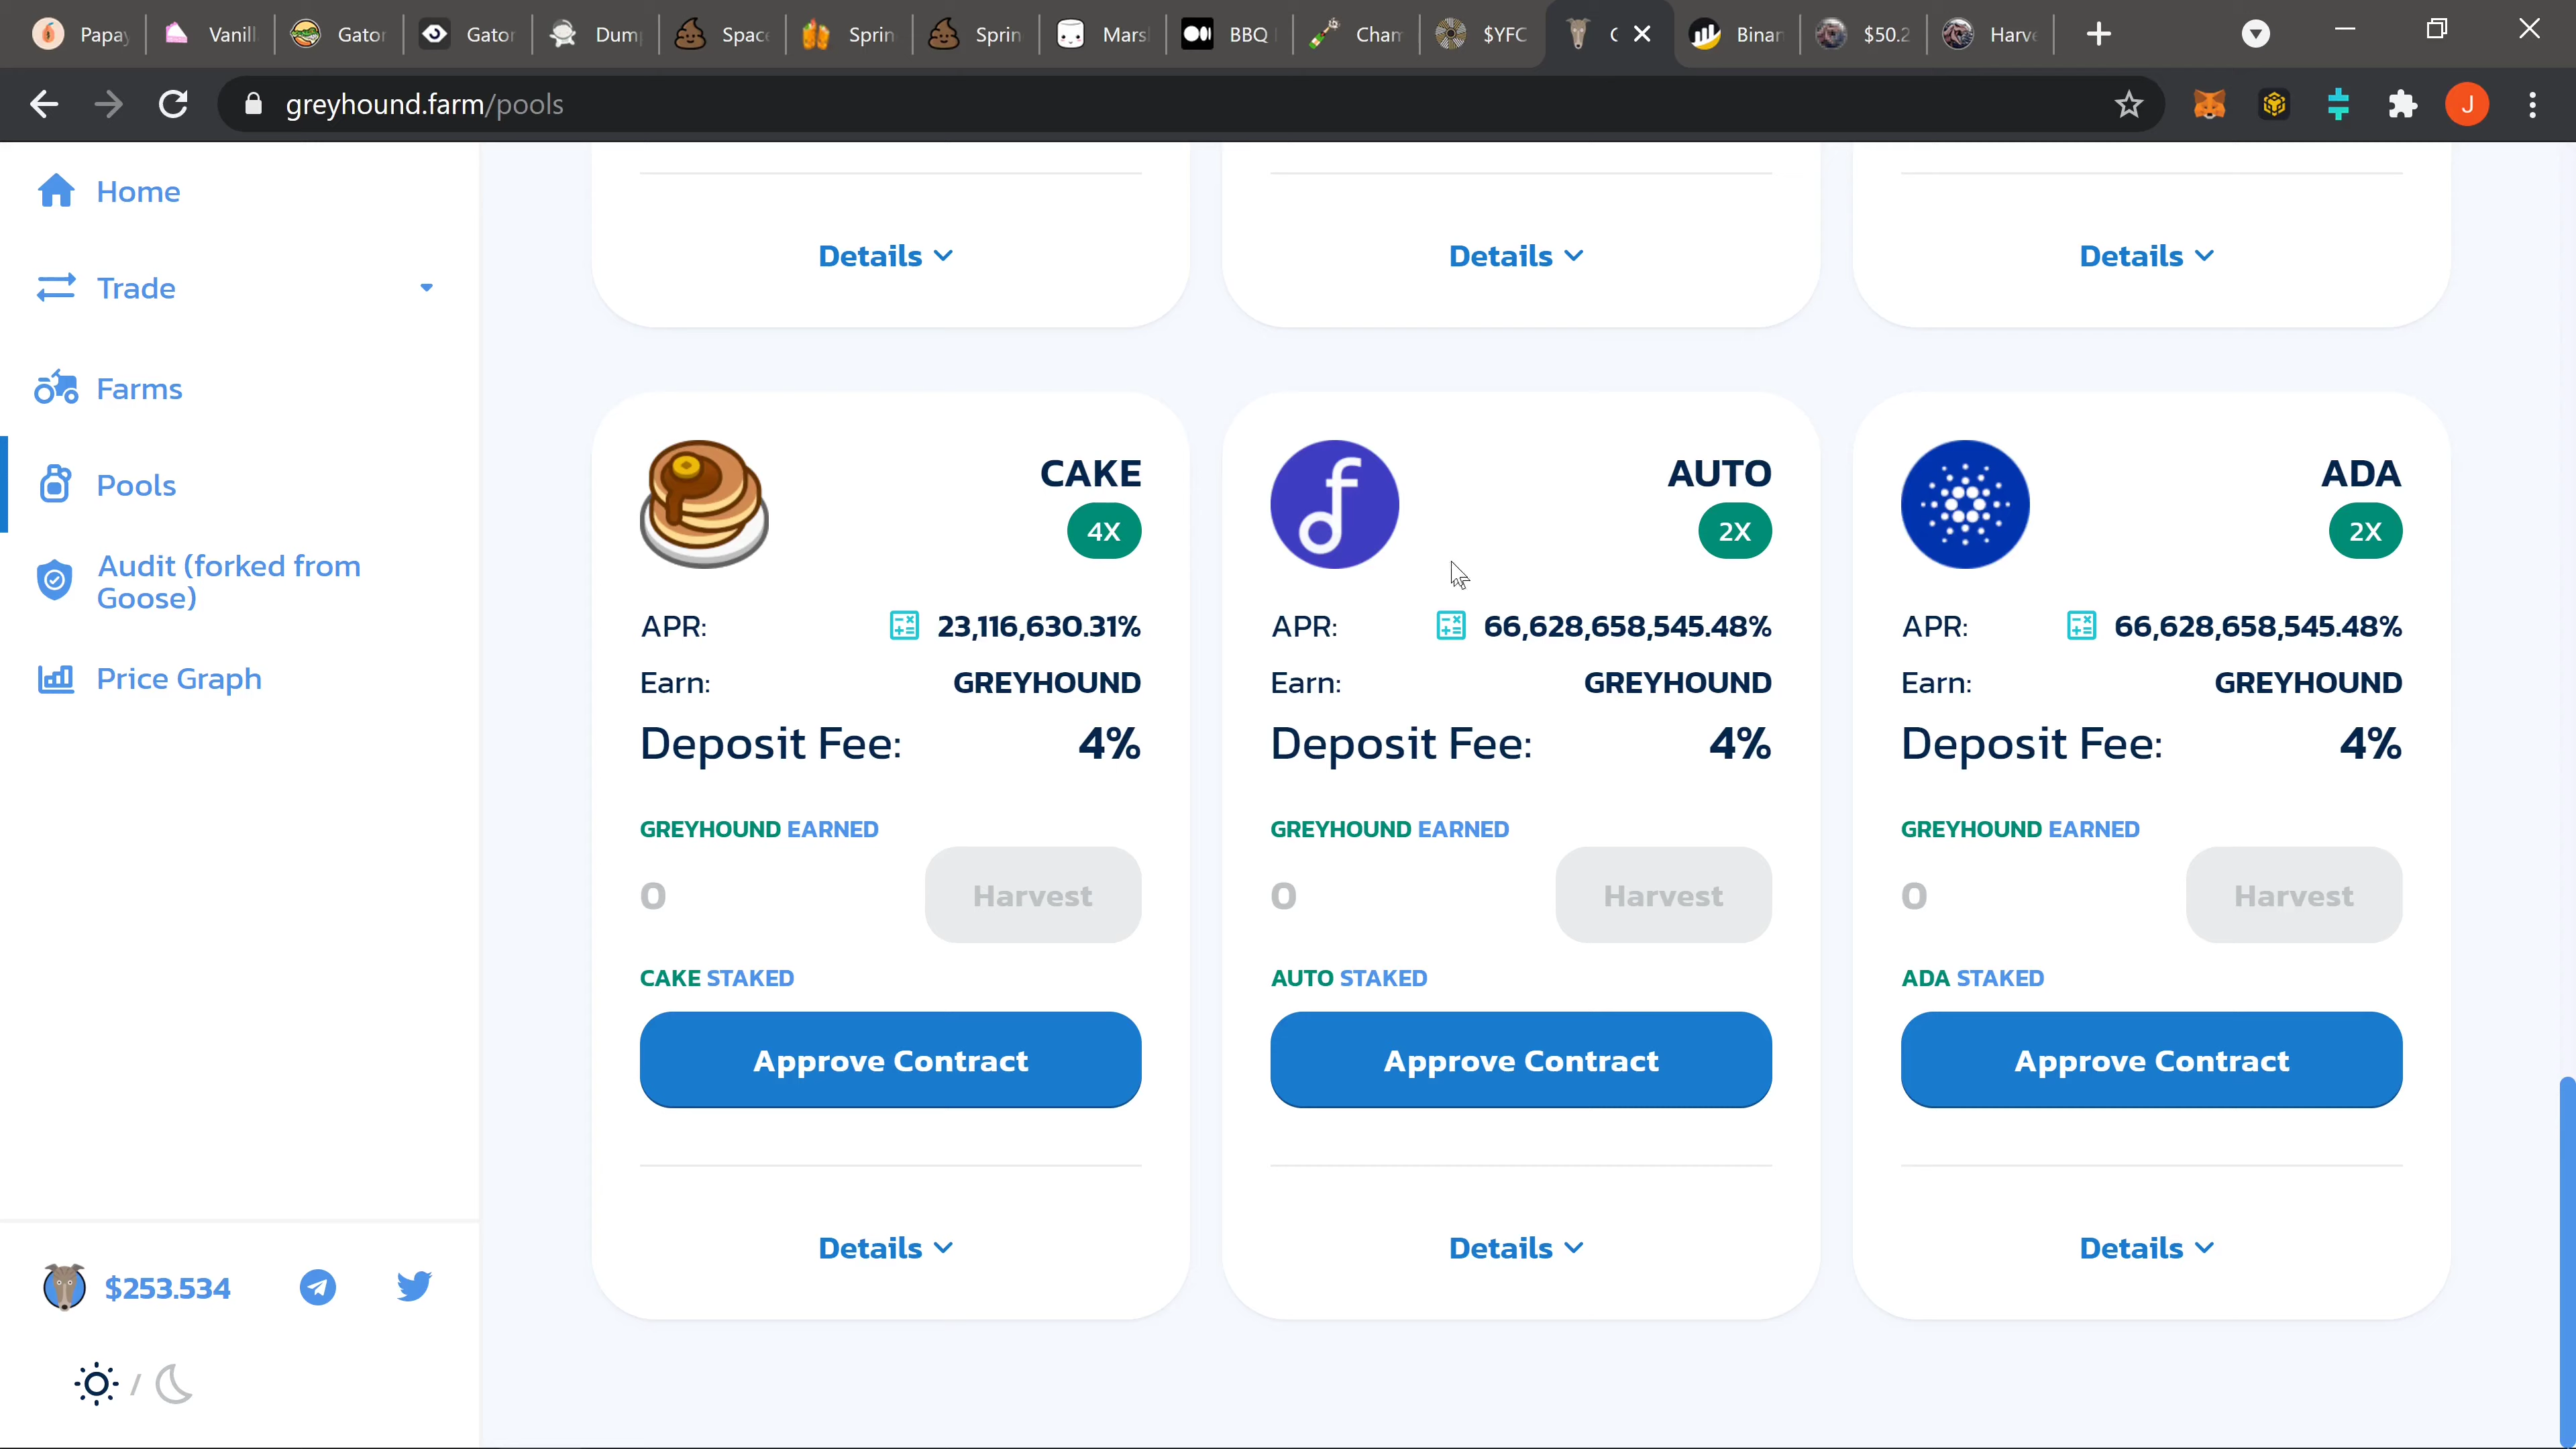 Papay
Vanill
Gator
Gator
Dum
Space
Sprin
Sprin
Mars
BBQ
Cham
$YFC
Binan
$50.2
Harve
greyhound.farm/pools
J
Home
Trade
Farms
Pools
Audit (forked from
Goose)
Price Graph
$253.534
/
Details
Details
Details
CAKE
4X
APR: 23,116,630.31%
Earn: GREYHOUND
Deposit Fee: 4%
GREYHOUND EARNED
0 Harvest
CAKE STAKED
Approve Contract
Details
AUTO
2X
APR: 66,628,658,545.48%
Earn: GREYHOUND
Deposit Fee: 4%
GREYHOUND EARNED
0 Harvest
AUTO STAKED
Approve Contract
Details
ADA
2X
APR: 66,628,658,545.48%
Earn: GREYHOUND
Deposit Fee: 4%
GREYHOUND EARNED
0 Harvest
ADA STAKED
Approve Contract
Details